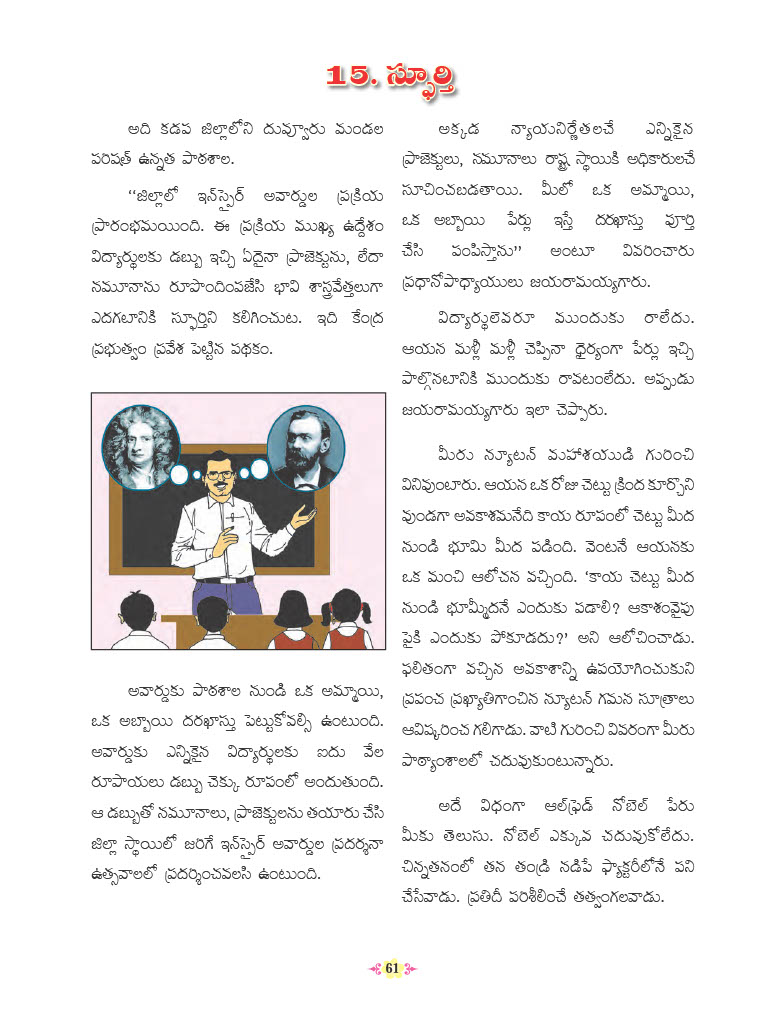 15. స్ఫూర్తి
అది కడప జిల్లాలోని దువ్వూరు మండల
పరిషత్ ఉన్నత పాఠశాల.
‘‘జిల్లాలో ఇన్‌స్పైర్ అవార్డుల ప్రక్రియ
ప్రారంభమయింది. ఈ ప్రక్రియ ముఖ్య ఉద్దేశం
విద్యార్థులకు డబ్బు ఇచ్చి ఏదైనా ప్రాజెక్టును, లేదా
నమూనాను రూపొందింపజేసి భావి శాస్త్రవేత్తలుగా
ఎదగటానికి స్ఫూర్తిని కలిగించుట. ఇది కేంద్ర
ప్రభుత్వం ప్రవేశ పెట్టిన పథకం.
అవార్డుకు పాఠశాల నుండి ఒక అమ్మాయి,
ఒక అబ్బాయి దరఖాస్తు పెట్టుకోవల్సి ఉంటుంది.
అవార్డుకు ఎన్నికైన విద్యార్థులకు ఐదు వేల
రూపాయలు డబ్బు చెక్కు రూపంలో అందుతుంది.
ఆ డబ్బుతో నమూనాలు, ప్రాజెక్టులను తయారు చేసి
జిల్లా స్థాయిలో జరిగే ఇన్‌స్పైర్ అవార్డుల ప్రదర్శనా
ఉత్సవాలలో ప్రదర్శించవలసి ఉంటుంది.
అక్కడ న్యాయనిర్ణేతలచే ఎన్నికైన
ప్రాజెక్టులు, నమూనాలు రాష్ట్ర స్థాయికి అధికారులచే
సూచించబడతాయి. మీలో ఒక అమ్మాయి,
ఒక అబ్బాయి పేర్లు ఇస్తే దరఖాస్తు పూర్తి
చేసి పంపిస్తాను’’ అంటూ వివరించారు
ప్రధానోపాధ్యాయులు జయరామయ్యగారు.
విద్యార్థులెవరూ ముందుకు రాలేదు.
ఆయన మళ్లీ మళ్లీ చెప్పినా ధైర్యంగా పేర్లు ఇచ్చి
పాల్గొనటానికి ముందుకు రావటంలేదు. అప్పుడు
జయరామయ్యగారు ఇలా చెప్పారు.
మీరు న్యూటన్ మహాశయుడి గురించి
వినివుంటారు. ఆయన ఒక రోజు చెట్టు క్రింద కూర్చొని
వుండగా అవకాశమనేది కాయ రూపంలో చెట్టు మీద
నుండి భూమి మీద పడింది. వెంటనే ఆయనకు
ఒక మంచి ఆలోచన వచ్చింది. ‘కాయ చెట్టు మీద
నుండి భూమ్మీదనే ఎందుకు పడాలి? ఆకాశంవైపు
పైకి ఎందుకు పోకూడదు?’ అని ఆలోచించాడు.
ఫలితంగా వచ్చిన అవకాశాన్ని ఉపయోగించుకుని
ప్రపంచ ప్రఖ్యాతిగాంచిన న్యూటన్ గమన సూత్రాలు
ఆవిష్కరించ గలిగాడు. వాటి గురించి వివరంగా మీరు
పాఠ్యాంశాలలో చదువుకుంటున్నారు.
అదే విధంగా ఆల్‌ఫ్రెడ్ నోబెల్ పేరు
మీకు తెలుసు. నోబెల్ ఎక్కువ చదువుకోలేదు.
చిన్నతనంలో తన తండ్రి నడిపే ఫ్యాక్టరీలోనే పని
చేసేవాడు. ప్రతిదీ పరిశీలించే తత్వంగలవాడు.
61